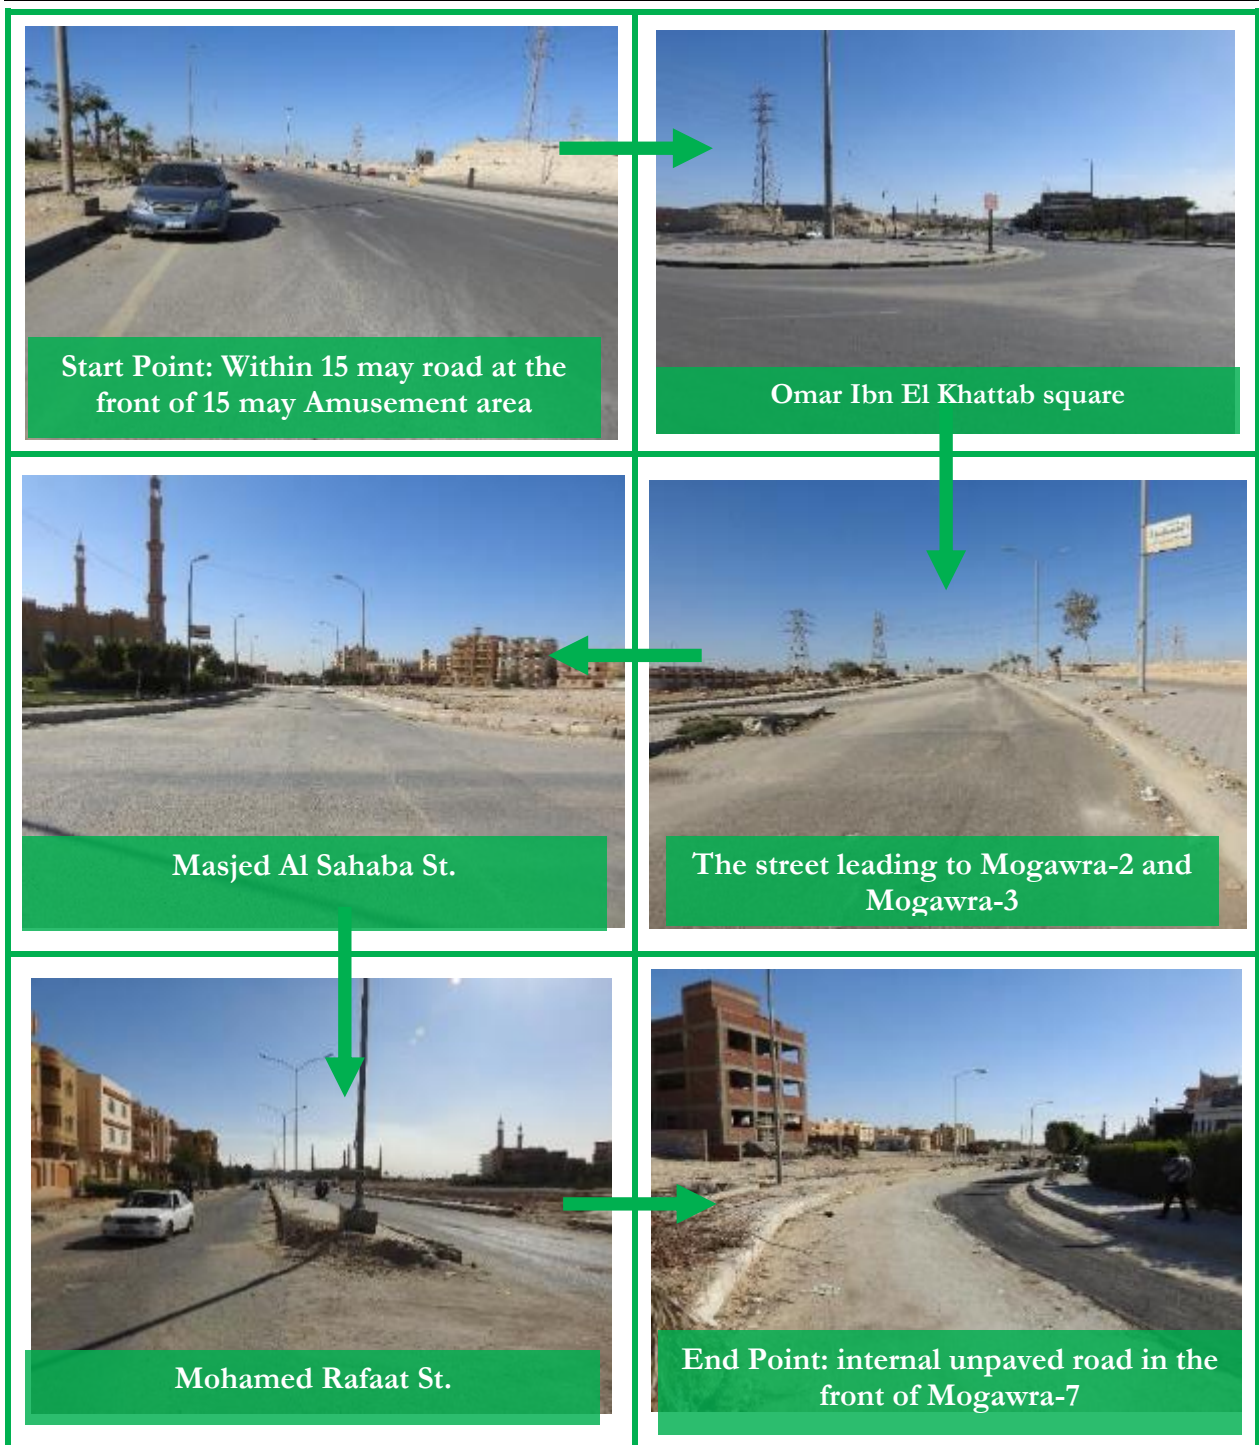 Start Point: Within 15 may road at the
front of 15 may Amusement area
Omar Ibn El Khattab square
The street leading to Mogawra-2 and
Mogawra-3
Masjed Al Sahaba St.
Mohamed Rafaat St.
End Point: internal unpaved road in the
front of Mogawra-7